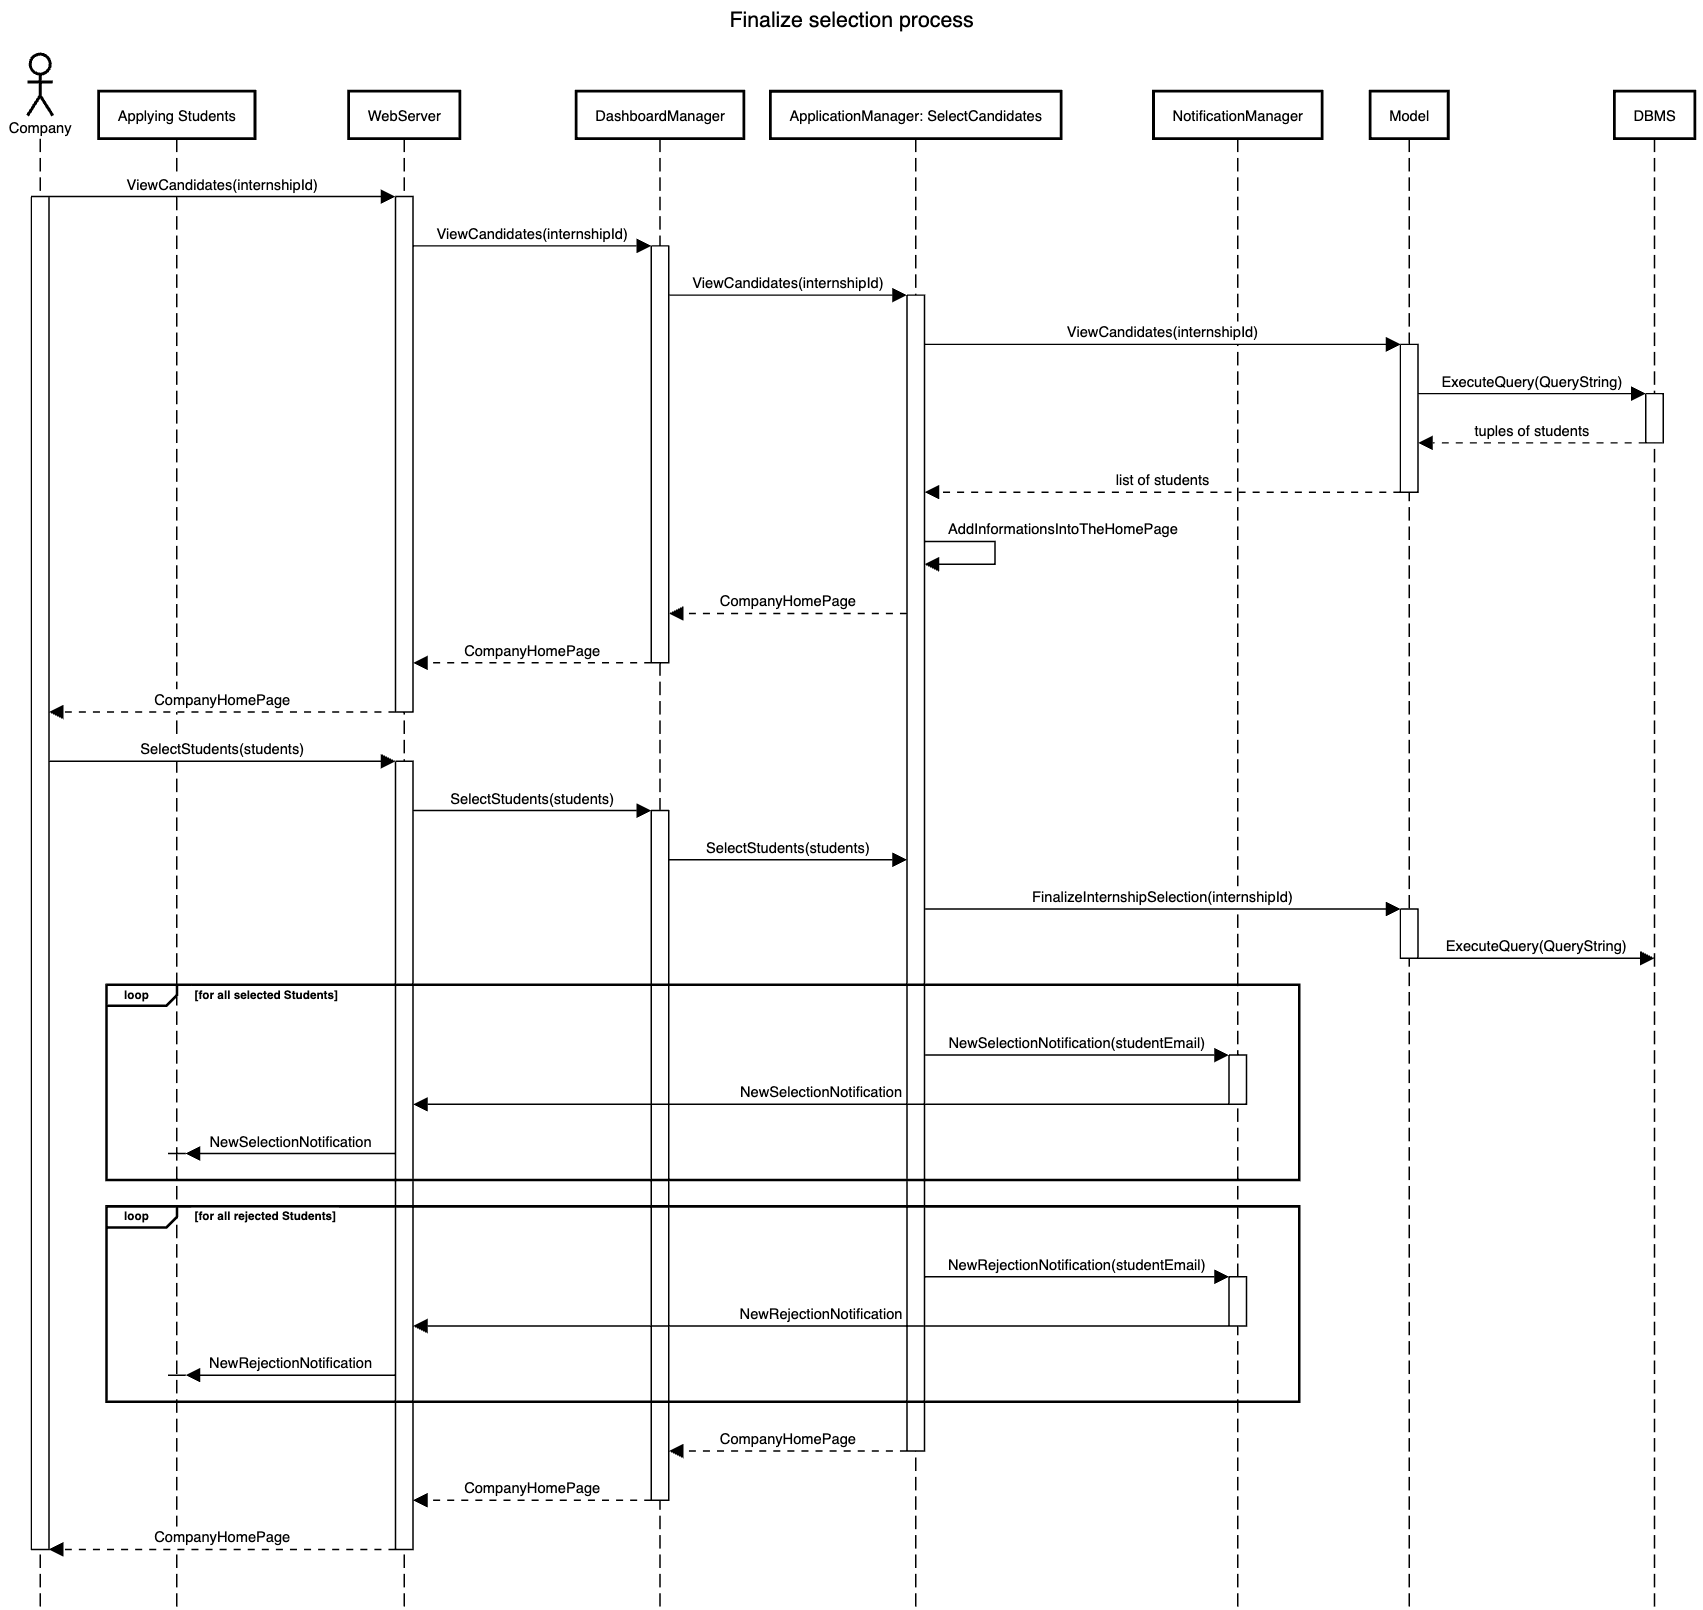 Finalize selection process
Company
Applying Students
WebServer
DashboardManager
ApplicationManager: SelectCandidates
NotificationManager
Model
DBMS
ViewCandidates(internshipId)
ViewCandidates(internshipId)
ViewCandidates(internshipId)
ViewCandidates(internshipId)
ExecuteQuery(QueryString)
tuples of students
list of students
AddInformationsIntoTheHomePage
CompanyHomePage
CompanyHomePage
CompanyHomePage
SelectStudents(students)
SelectStudents(students)
SelectStudents(students)
FinalizeInternshipSelection(internshipId)
ExecuteQuery(QueryString)
loop [for all selected Students]
NewSelectionNotification(studentEmail)
NewSelectionNotification
NewSelectionNotification
loop [for all rejected Students]
NewRejectionNotification(studentEmail)
NewRejectionNotification
NewRejectionNotification
CompanyHomePage
CompanyHomePage
CompanyHomePage